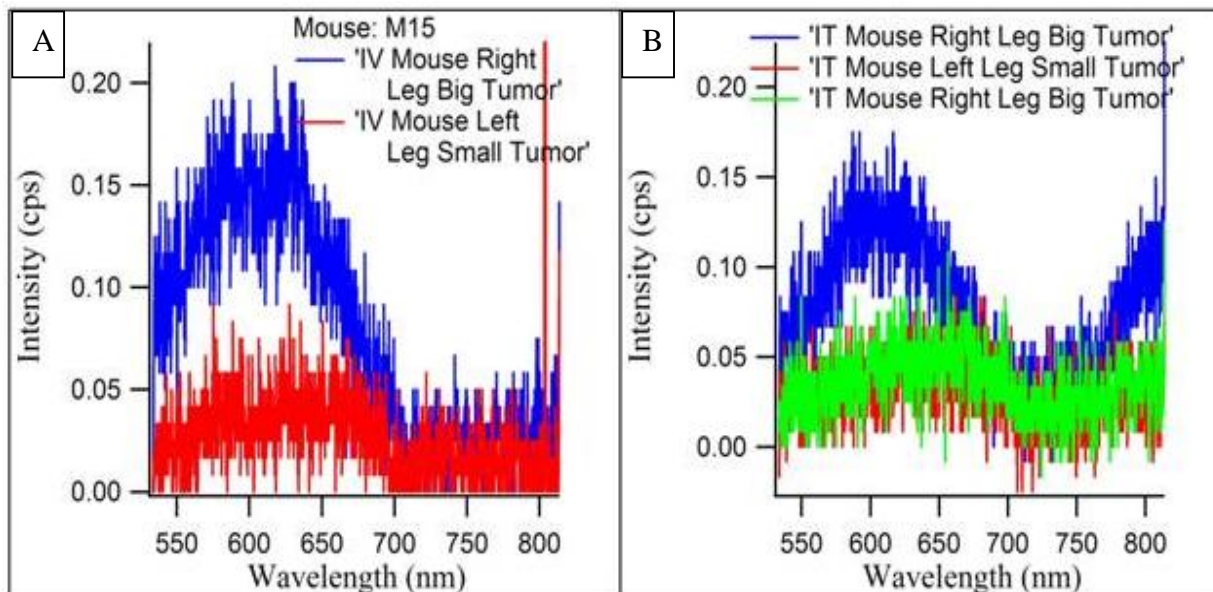 A
Mouse: M15
'IV Mouse Right
Leg Big Tumor'
'IV Mouse Left
Leg Small Tumor'
0.20
0.15
0.10
0.05
0.00
Intensity (cps)
550 600 650 700 750 800
Wavelength (nm)
B
'IT Mouse Right Leg Big Tumor'
'IT Mouse Left Leg Small Tumor'
'IT Mouse Right Leg Big Tumor'
0.20
0.15
0.10
0.05
0.00
Intensity (cps)
550 600 650 700 750 800
Wavelength (nm)